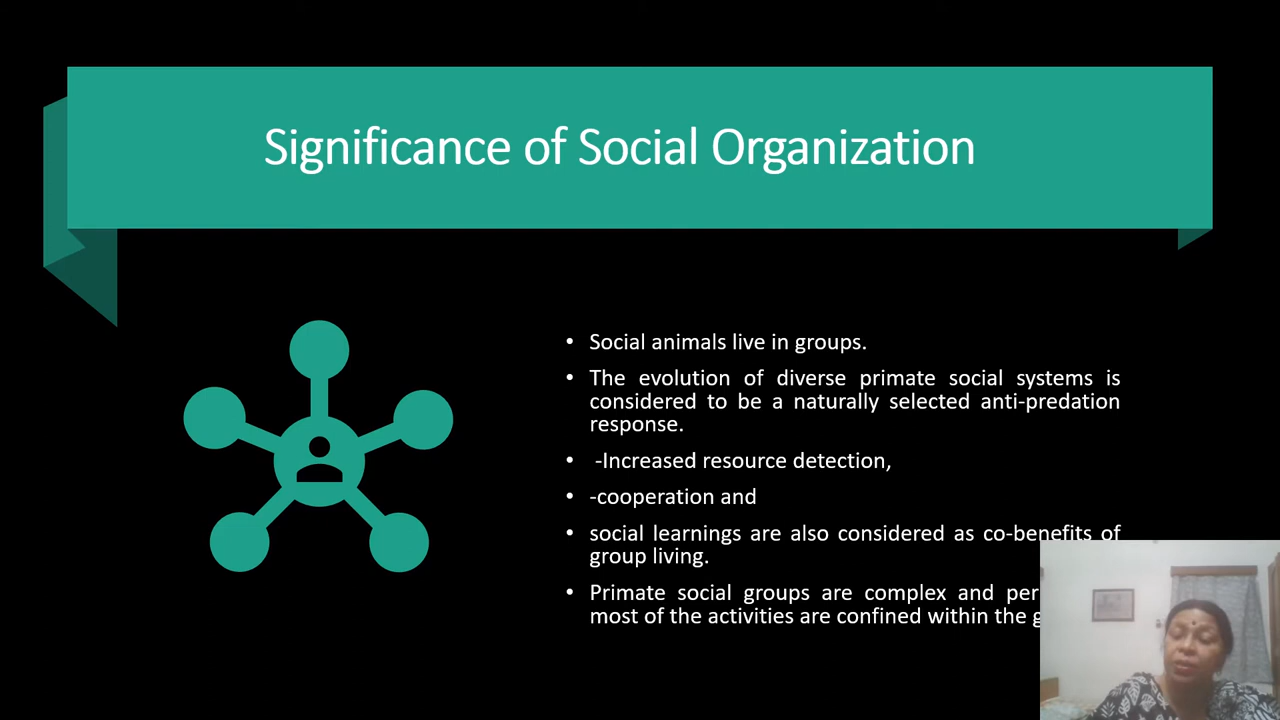 Significance of Social Organization
• Social animals live in groups.
• The evolution of diverse primate social systems is
considered to be a naturally selected anti-predation
response.
• -Increased resource detection,
• -cooperation and
• social learnings are also considered as co-benefits of
group living.
• Primate social groups are complex and
most of the activities are confined within the